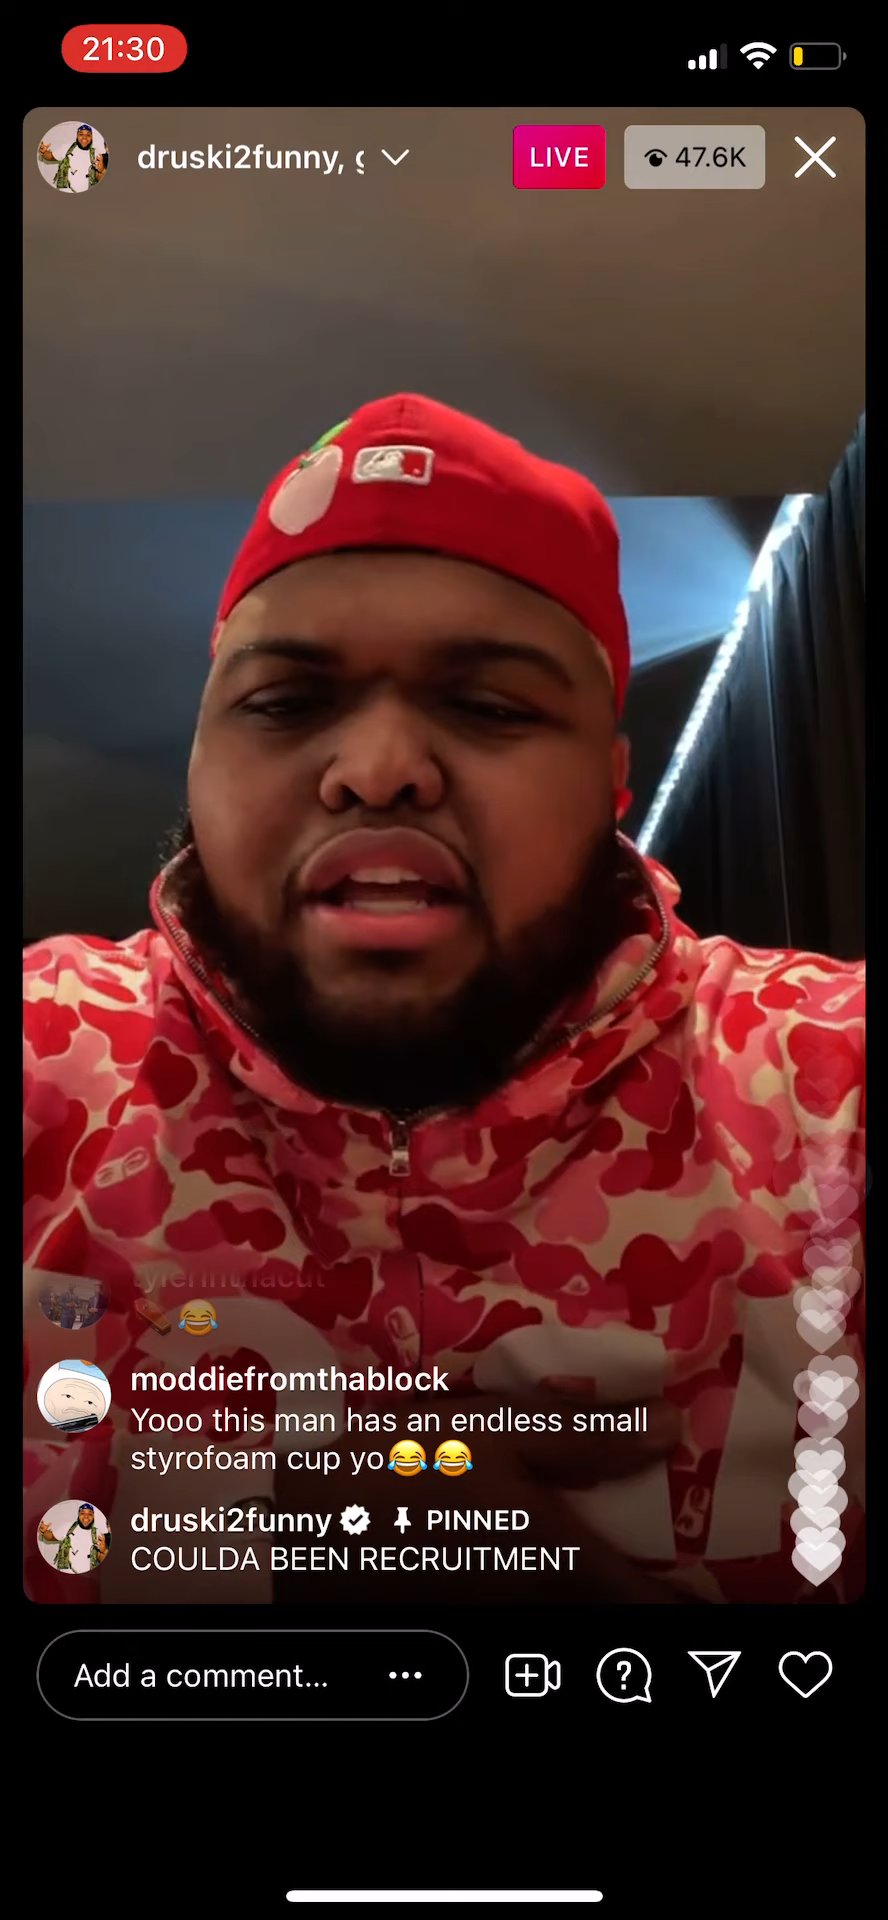 21:30
druski2funny,
LIVE
47.6K
tylerinthacut
moddiefromthablock
Yooo this man has an endless small
styrofoam cup yo😂😂
druski2funny PINNED
COULDA BEEN RECRUITMENT
Add a comment...